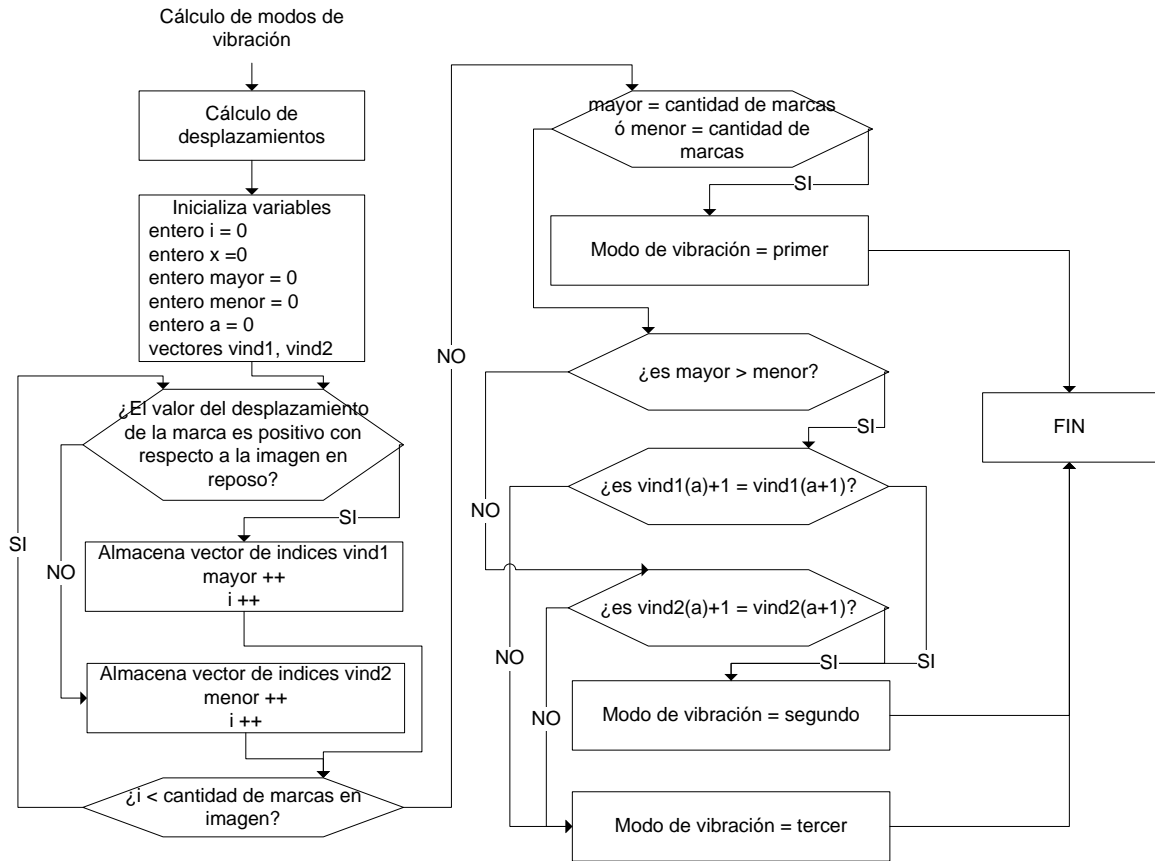 Cálculo de modos de
vibración
Cálculo de
desplazamientos
Inicializa variables
entero i = 0
entero x =0
entero mayor = 0
entero menor = 0
entero a = 0
vectores vind1, vind2
¿El valor del desplazamiento
de la marca es positivo con
respecto a la imagen en
reposo?
SI
SI
NO
Almacena vector de indices vind1
mayor ++
i ++
Almacena vector de indices vind2
menor ++
i ++
¿i < cantidad de marcas en
imagen?
NO
mayor = cantidad de marcas
ó menor = cantidad de
marcas
SI
Modo de vibración = primer
¿es mayor > menor?
SI
NO
¿es vind1(a)+1 = vind1(a+1)?
¿es vind2(a)+1 = vind2(a+1)?
NO
SI
SI
NO
Modo de vibración = segundo
Modo de vibración = tercer
FIN